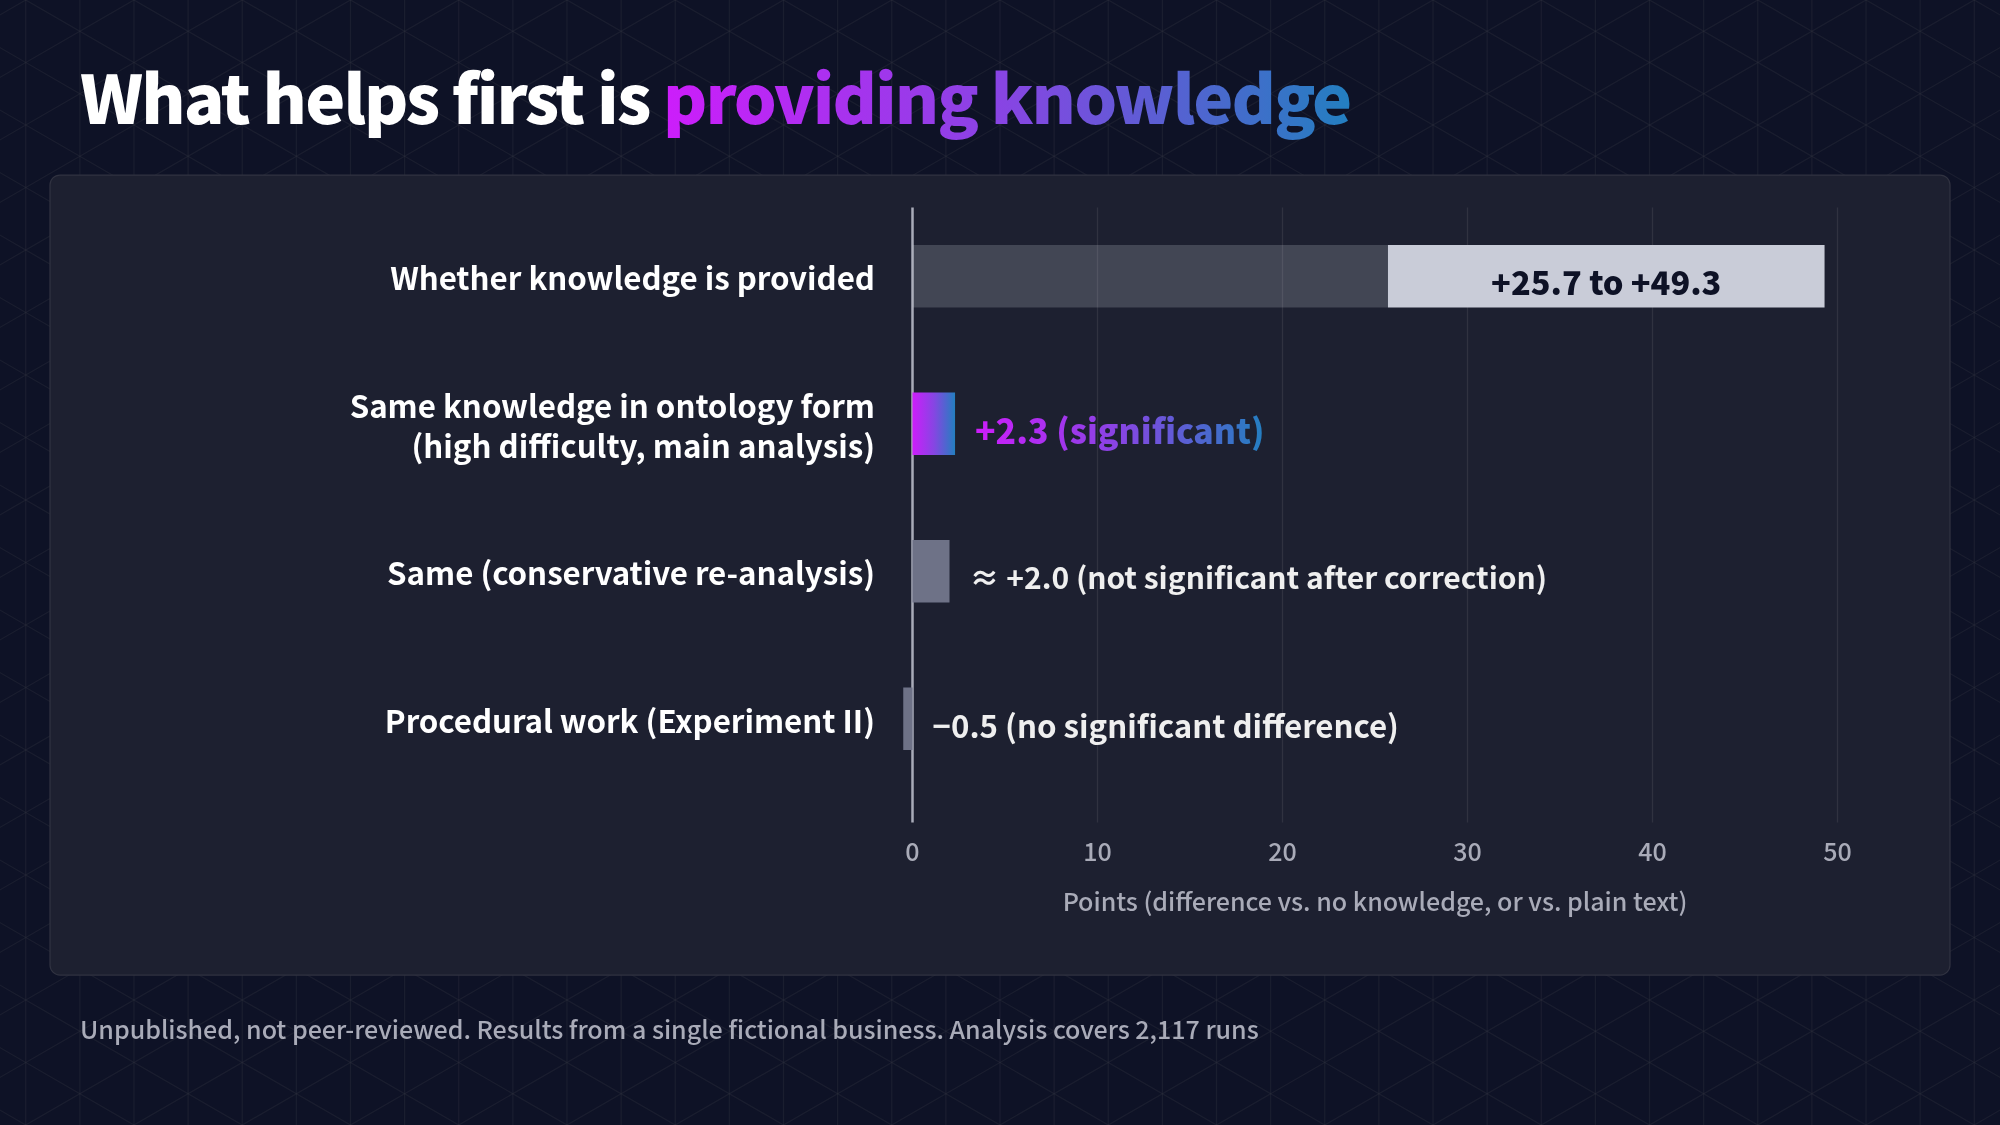 What helps first is providing knowledge
Whether knowledge is provided
+25.7 to +49.3
Same knowledge in ontology form
(high difficulty, main analysis)
+2.3 (significant)
Same (conservative re-analysis)
≈ +2.0 (not significant after correction)
Procedural work (Experiment II)
−0.5 (no significant difference)
0 10 20 30 40 50
Points (difference vs. no knowledge, or vs. plain text)
Unpublished, not peer-reviewed. Results from a single fictional business. Analysis covers 2,117 runs